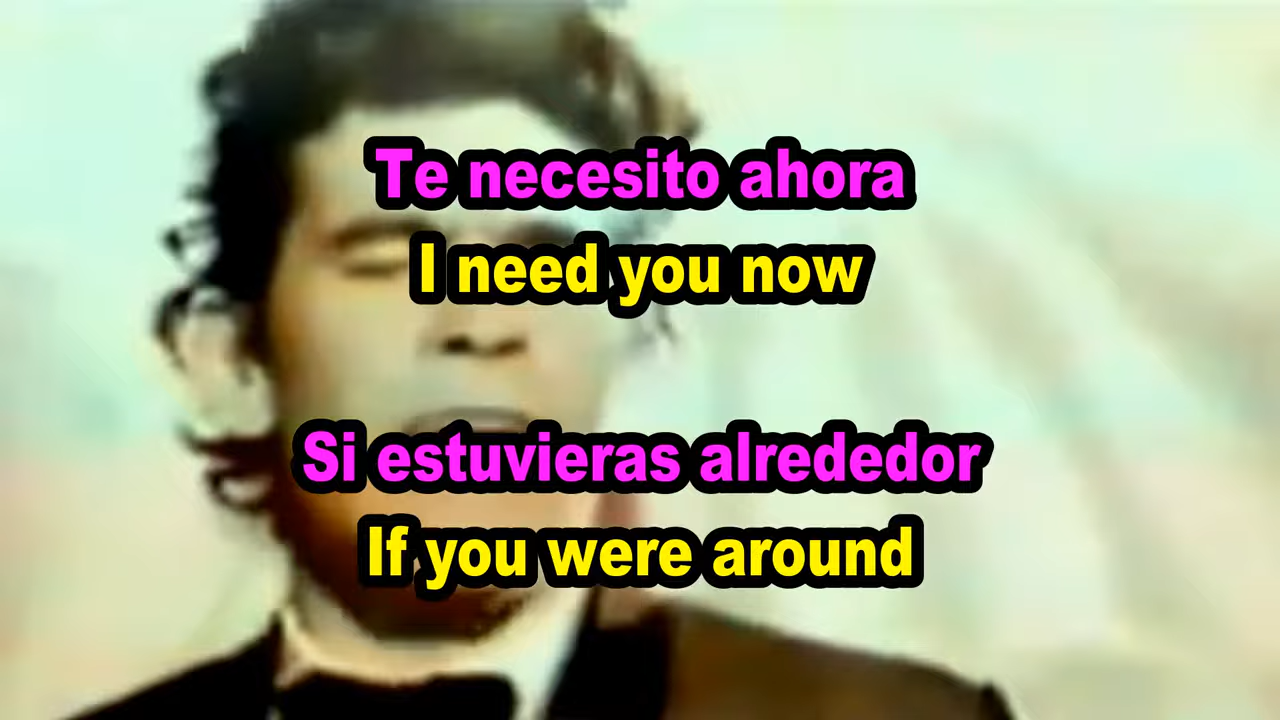 Te necesito ahora
I need you now
Si estuvieras alrededor
If you were around